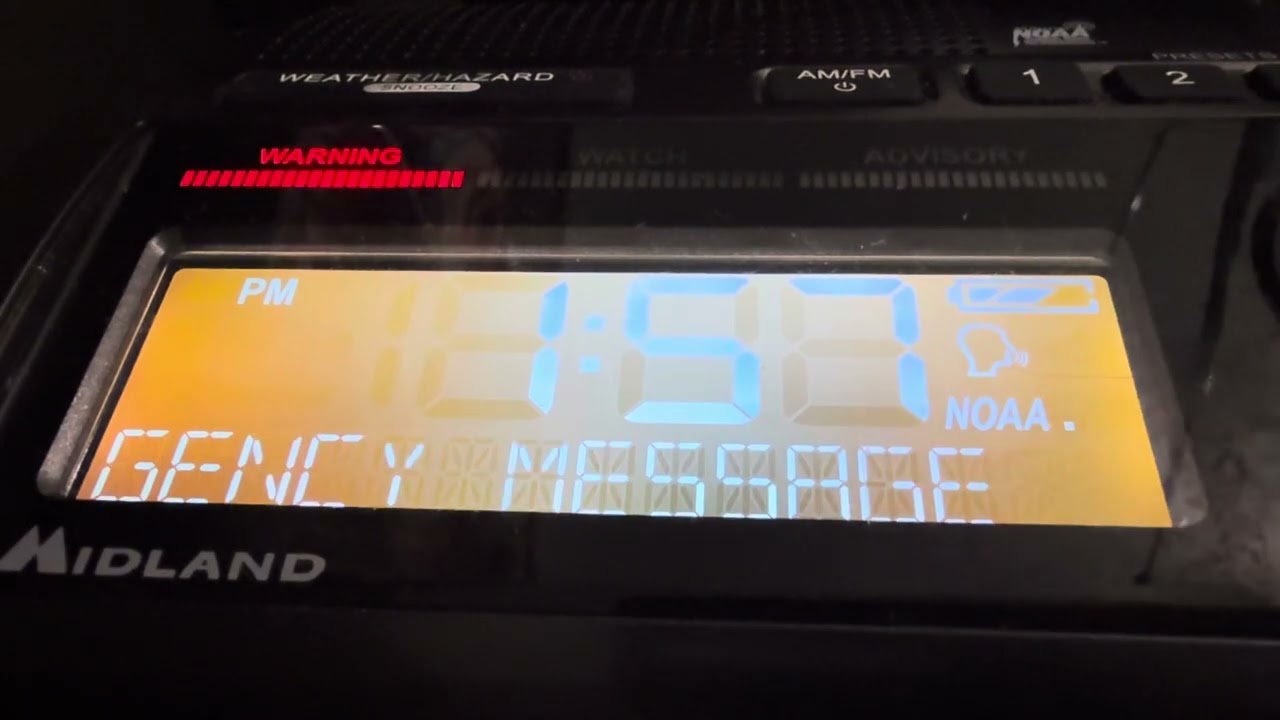 NOAA
PRESETS
WEATHER/HAZARD
SNOOZE
AM/FM
1
2
WARNING
WATCH
ADVISORY
PM
1:57
NOAA .
GENCY MESSAGE
MIDLAND